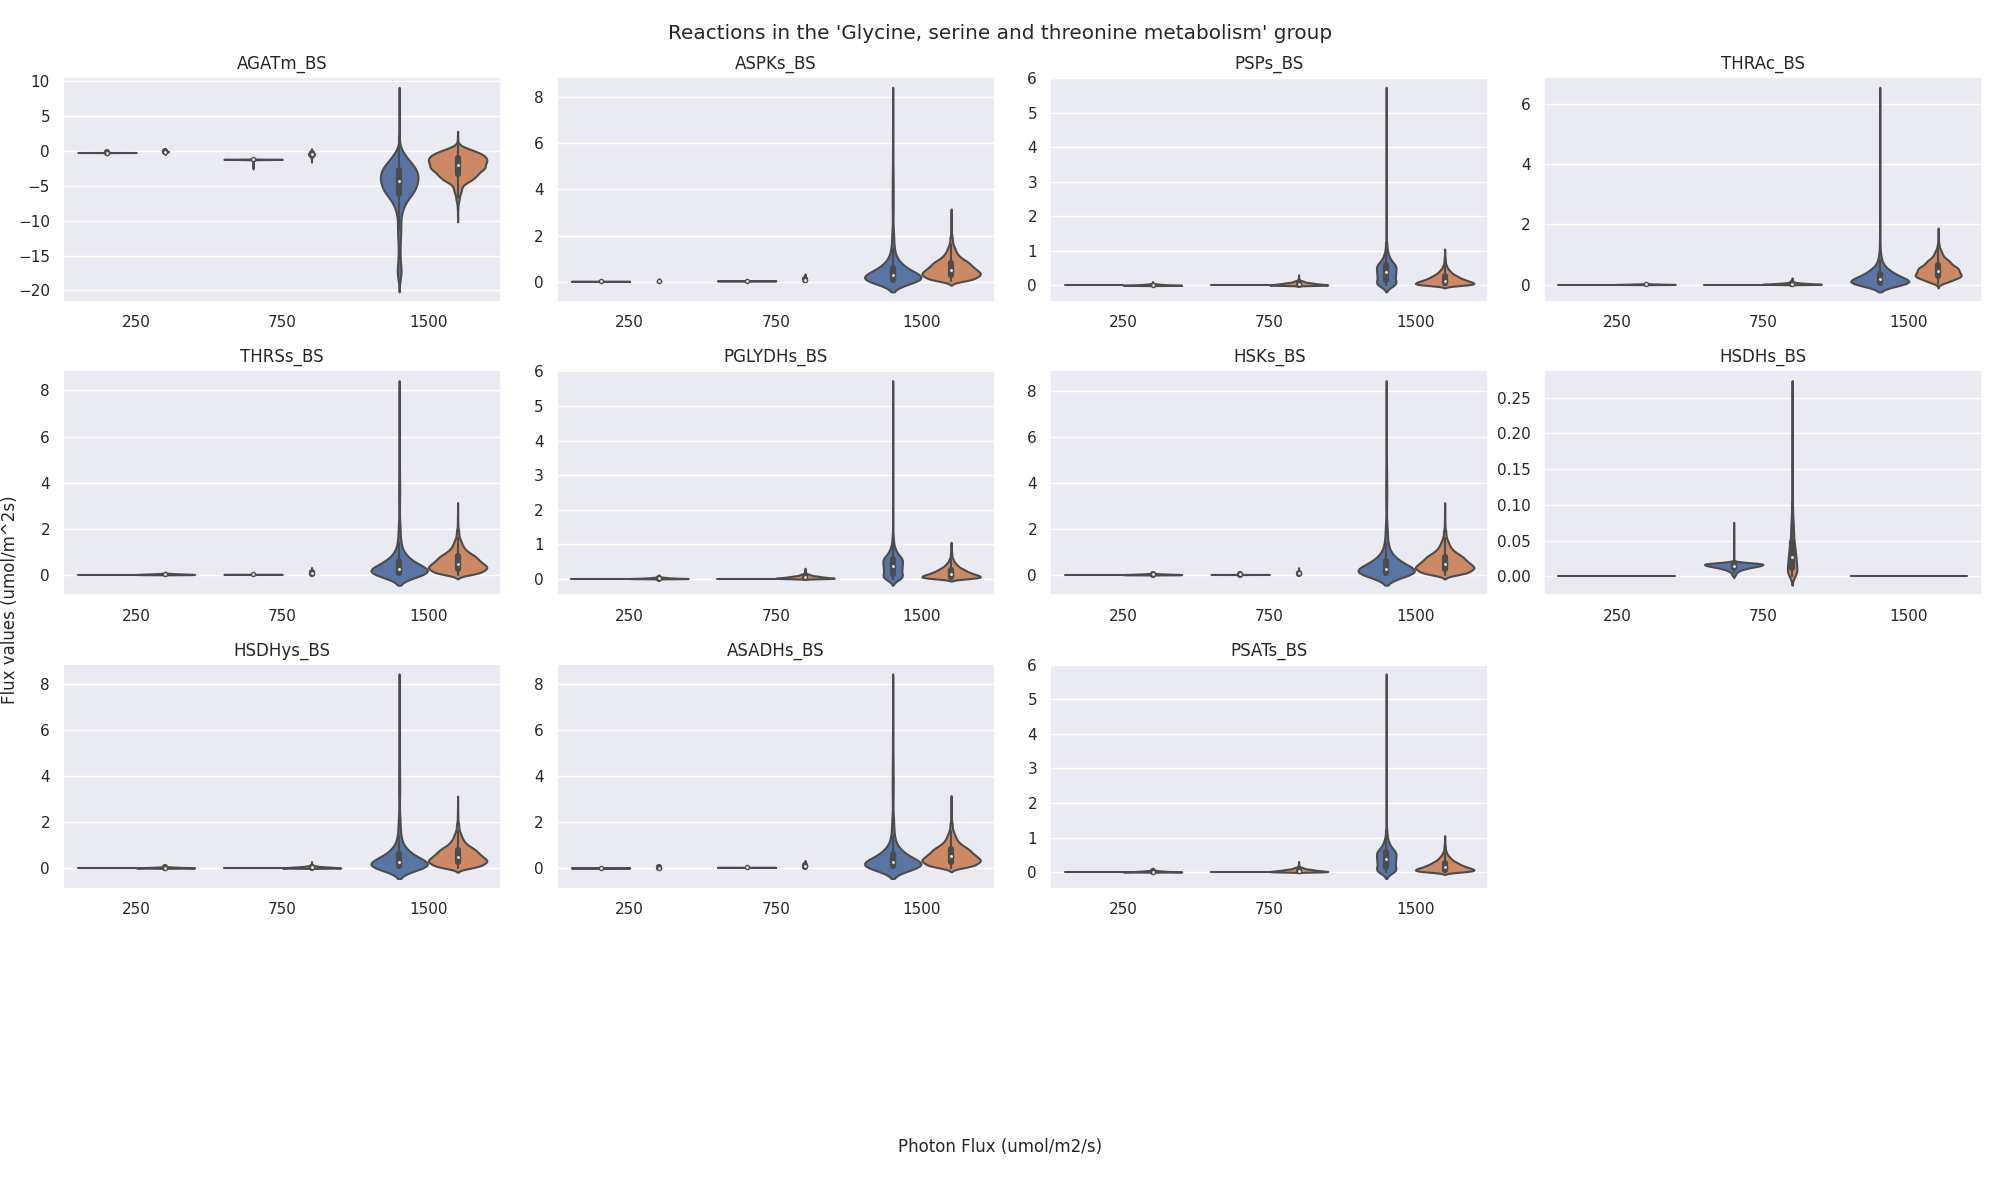 Reactions in the 'Glycine, serine and threonine metabolism' group
AGATm_BS
10
5
0
−5
−10
−15
−20
250 750 1500
ASPKs_BS
8
6
4
2
0
250 750 1500
PSPs_BS
6
5
4
3
2
1
0
250 750 1500
THRAc_BS
6
4
2
0
250 750 1500
THRSs_BS
8
6
4
2
0
250 750 1500
PGLYDHs_BS
6
5
4
3
2
1
0
250 750 1500
HSKs_BS
8
6
4
2
0
250 750 1500
HSDHs_BS
0.25
0.20
0.15
0.10
0.05
0.00
250 750 1500
HSDHys_BS
8
6
4
2
0
250 750 1500
ASADHs_BS
8
6
4
2
0
250 750 1500
PSATs_BS
6
5
4
3
2
1
0
250 750 1500
Flux values (umol/m^2s)
Photon Flux (umol/m2/s)